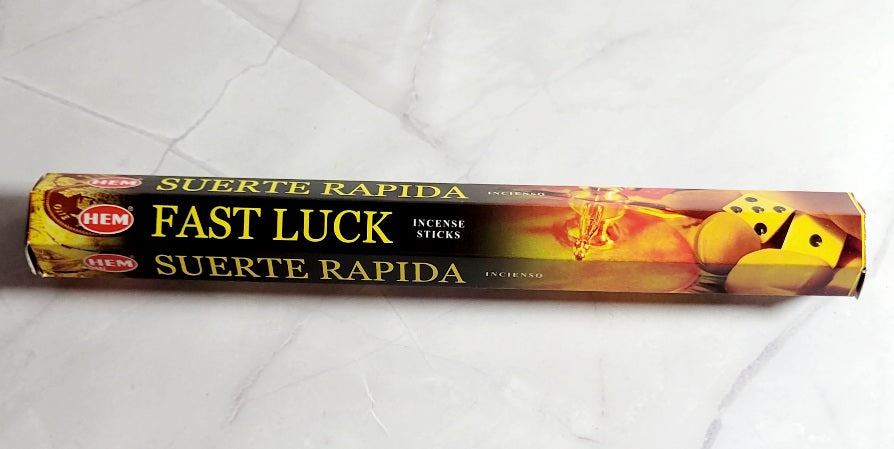 HEM
SUERTE RAPIDA
INCIENSO
HEM
FAST LUCK
INCENSE
STICKS
HEM
SUERTE RAPIDA
INCIENSO